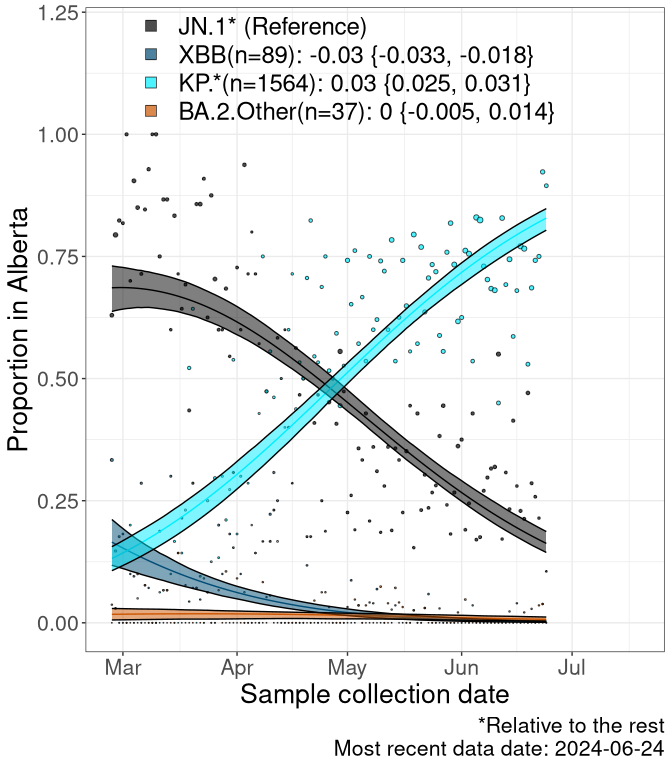 JN.1* (Reference)
XBB(n=89): -0.03 {-0.033, -0.018}
KP.*(n=1564): 0.03 {0.025, 0.031}
BA.2.Other(n=37): 0 {-0.005, 0.014}
1.25
1.00
0.75
0.50
0.25
0.00
Proportion in Alberta
Mar Apr May Jun Jul
Sample collection date
*Relative to the rest
Most recent data date: 2024-06-24